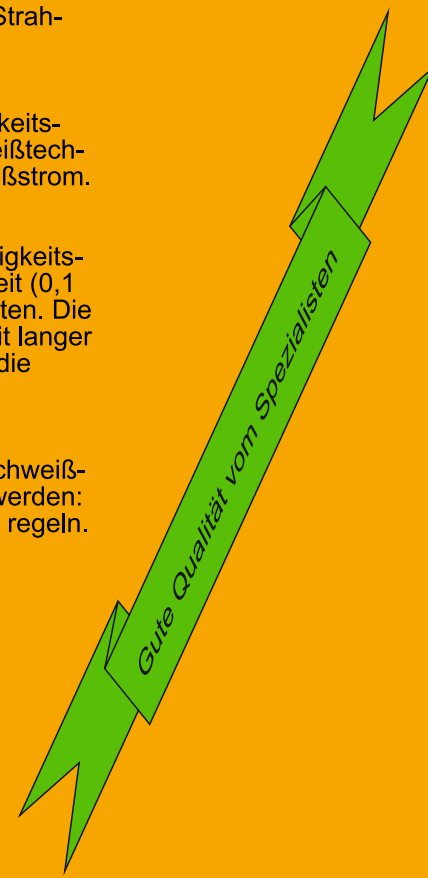 Strah-
keits-
eißtech-
ßstrom.
igkeits-
eit (0,1
ten. Die
it langer
die
chweiß-
werden:
regeln.
Gute Qualität vom Spezialisten